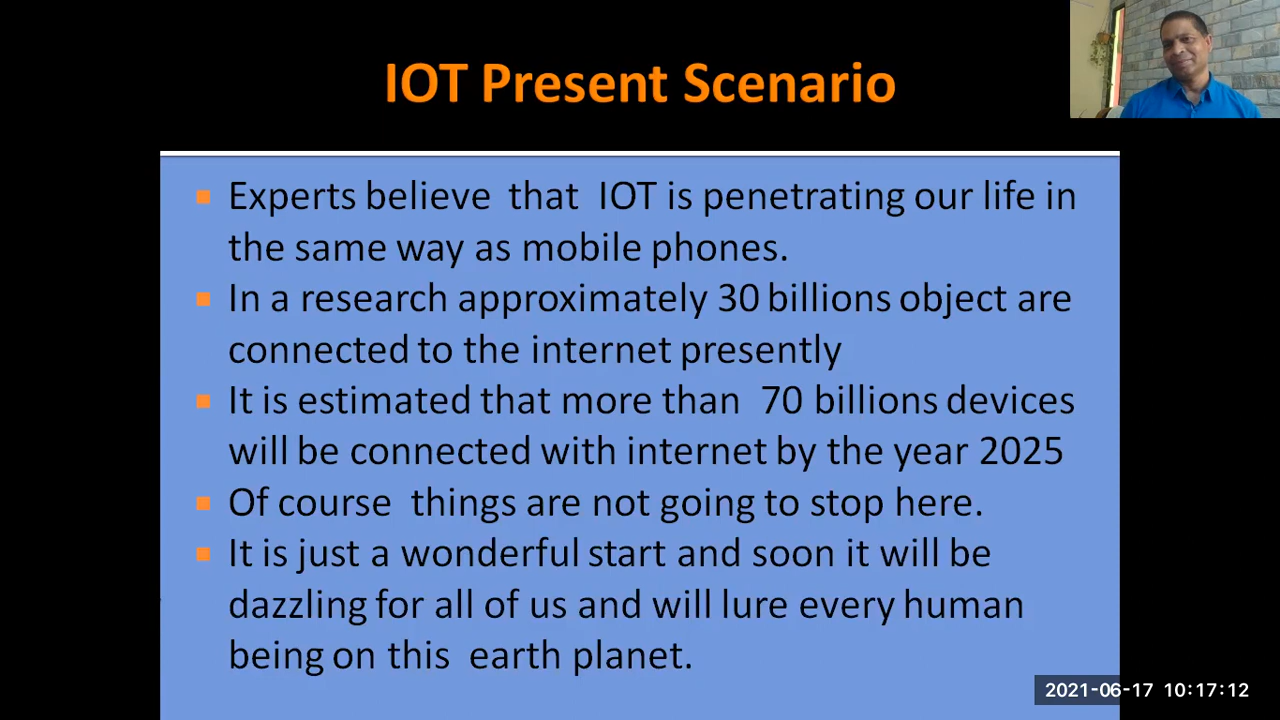 IOT Present Scenario
Experts believe that IOT is penetrating our life in
the same way as mobile phones.
In a research approximately 30 billions object are
connected to the internet presently
It is estimated that more than 70 billions devices
will be connected with internet by the year 2025
Of course things are not going to stop here.
It is just a wonderful start and soon it will be
dazzling for all of us and will lure every human
being on this earth planet.
2021-06-17 10:17:12